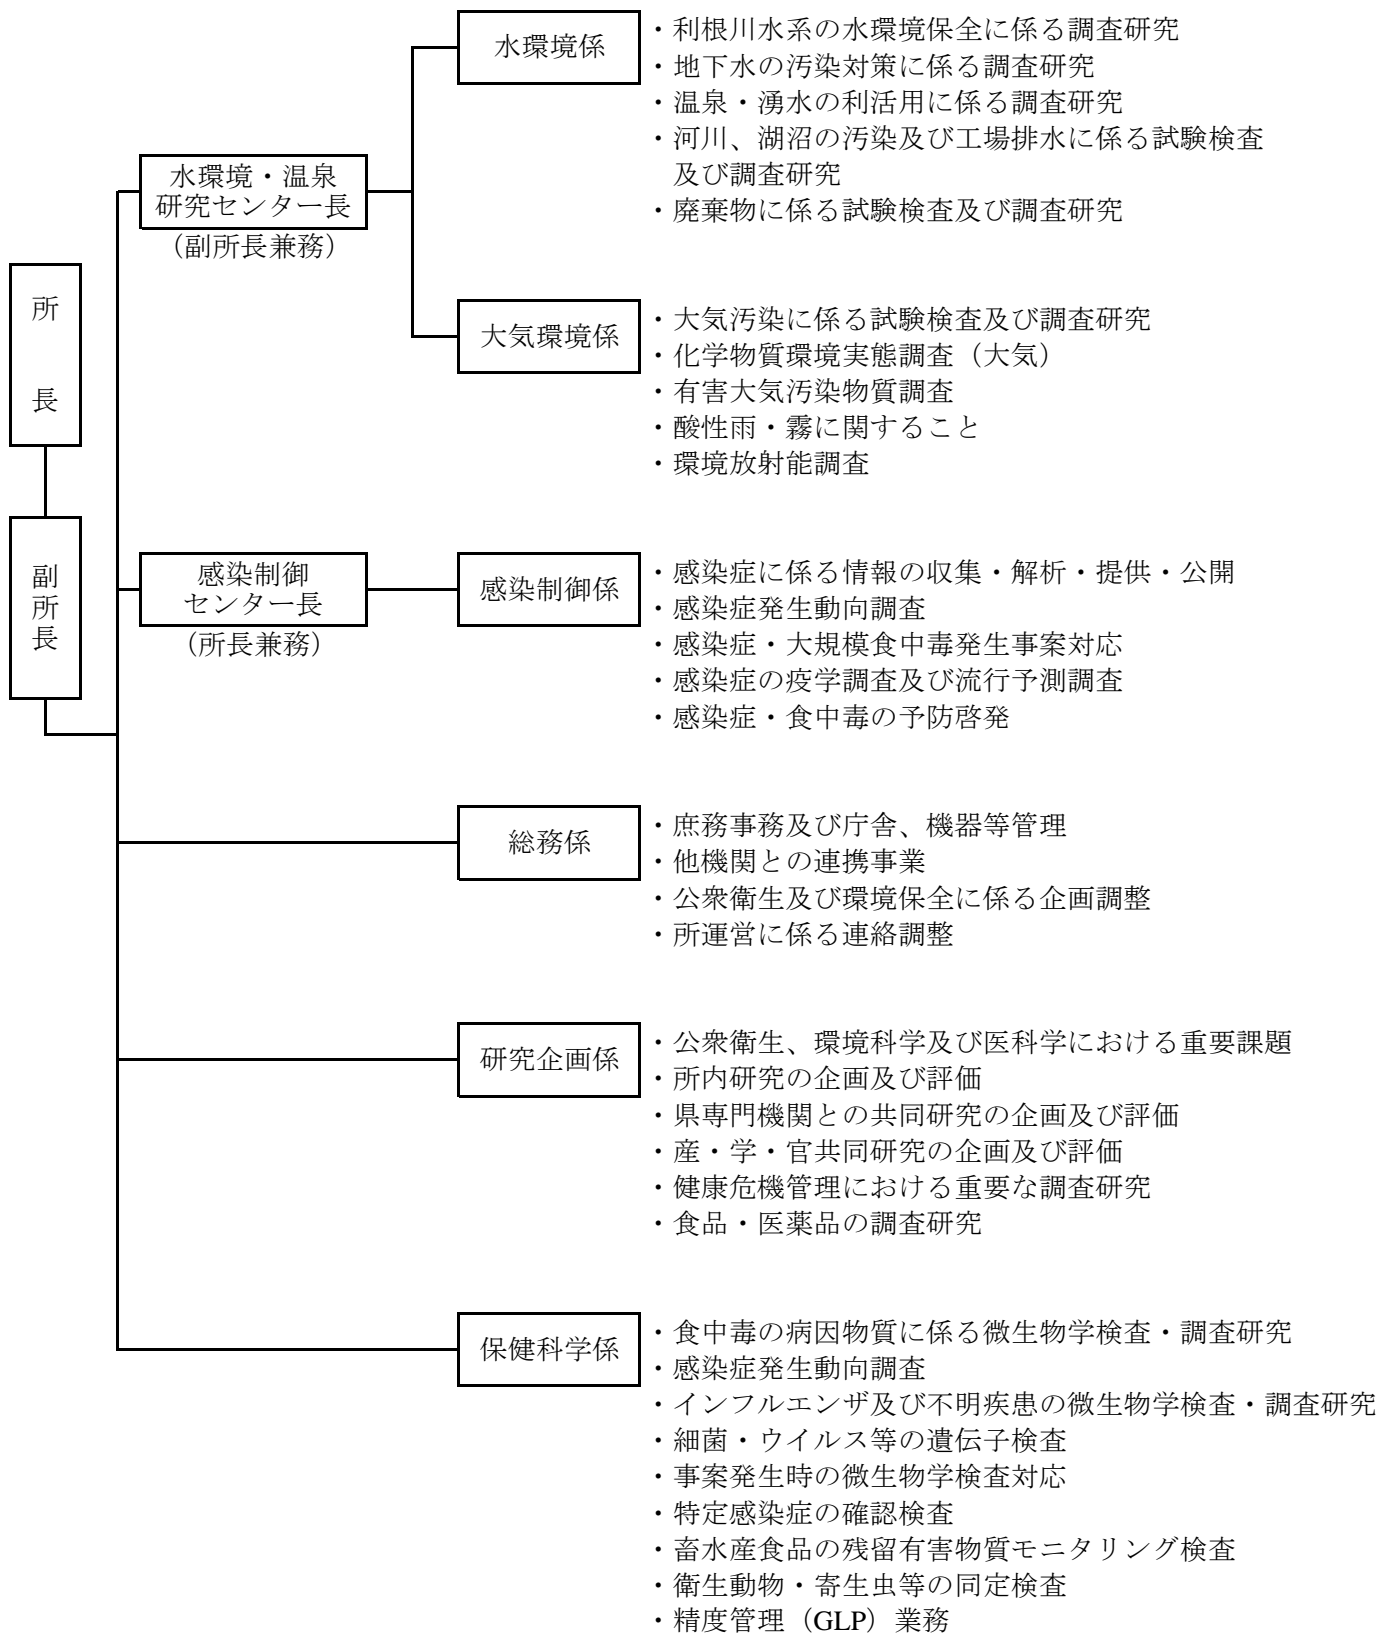 所長
副所長
水環境・温泉
研究センター長
（副所長兼務）
水環境係
・利根川水系の水環境保全に係る調査研究
・地下水の汚染対策に係る調査研究
・温泉・湧水の利活用に係る調査研究
・河川、湖沼の汚染及び工場排水に係る試験検査
及び調査研究
・廃棄物に係る試験検査及び調査研究
大気環境係
・大気汚染に係る試験検査及び調査研究
・化学物質環境実態調査（大気）
・有害大気汚染物質調査
・酸性雨・霧に関すること
・環境放射能調査
感染制御
センター長
（所長兼務）
感染制御係
・感染症に係る情報の収集・解析・提供・公開
・感染症発生動向調査
・感染症・大規模食中毒発生事案対応
・感染症の疫学調査及び流行予測調査
・感染症・食中毒の予防啓発
総務係
・庶務事務及び庁舎、機器等管理
・他機関との連携事業
・公衆衛生及び環境保全に係る企画調整
・所運営に係る連絡調整
研究企画係
・公衆衛生、環境科学及び医科学における重要課題
・所内研究の企画及び評価
・県専門機関との共同研究の企画及び評価
・産・学・官共同研究の企画及び評価
・健康危機管理における重要な調査研究
・食品・医薬品の調査研究
保健科学係
・食中毒の病因物質に係る微生物学検査・調査研究
・感染症発生動向調査
・インフルエンザ及び不明疾患の微生物学検査・調査研究
・細菌・ウイルス等の遺伝子検査
・事案発生時の微生物学検査対応
・特定感染症の確認検査
・畜水産食品の残留有害物質モニタリング検査
・衛生動物・寄生虫等の同定検査
・精度管理（GLP）業務